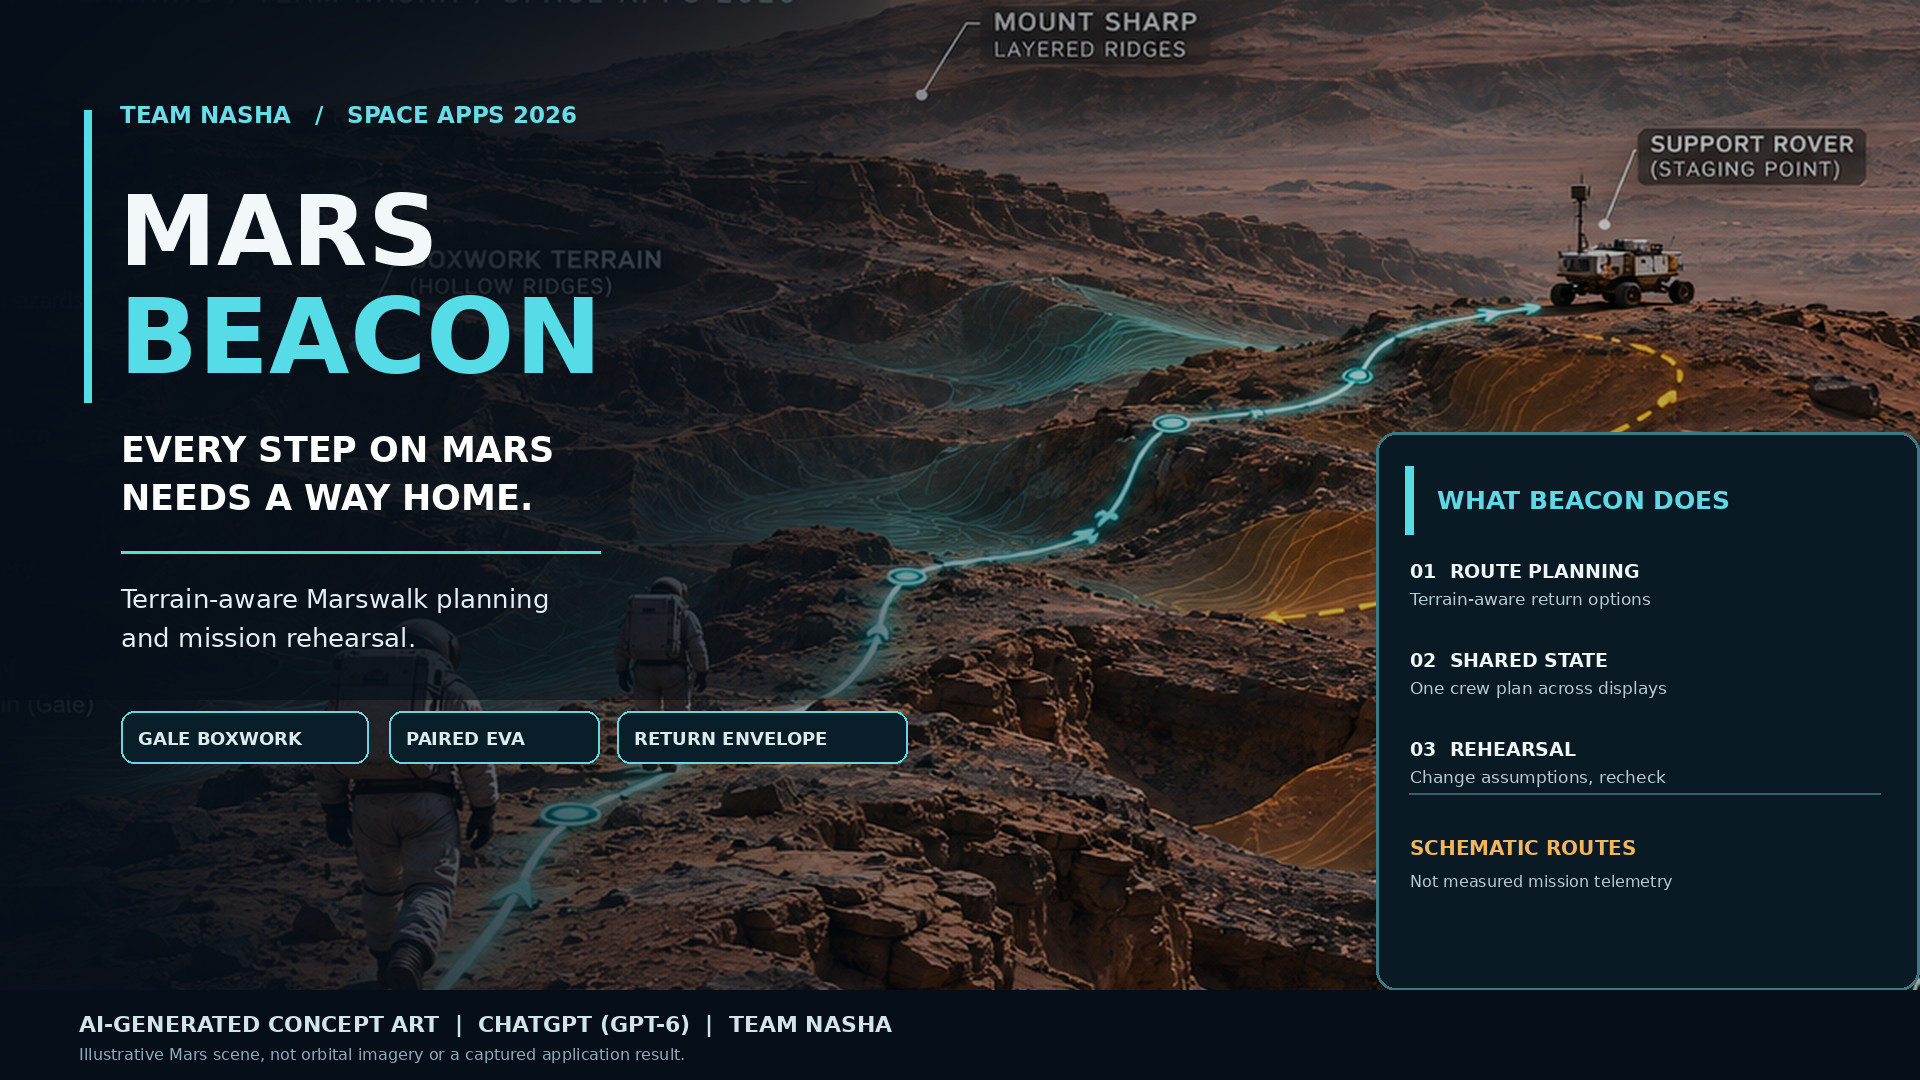 MOUNT SHARP
LAYERED RIDGES
SUPPORT ROVER
(STAGING POINT)
TEAM NASHA / SPACE APPS 2026
MARS
BEACON
BOXWORK TERRAIN
(HOLLOW RIDGES)
EVERY STEP ON MARS
NEEDS A WAY HOME.
Terrain-aware Marswalk planning
and mission rehearsal.
in (Gale)
GALE BOXWORK
PAIRED EVA
RETURN ENVELOPE
WHAT BEACON DOES
01 ROUTE PLANNING
Terrain-aware return options
02 SHARED STATE
One crew plan across displays
03 REHEARSAL
Change assumptions, recheck
SCHEMATIC ROUTES
Not measured mission telemetry
AI-GENERATED CONCEPT ART | CHATGPT (GPT-6) | TEAM NASHA
Illustrative Mars scene, not orbital imagery or a captured application result.